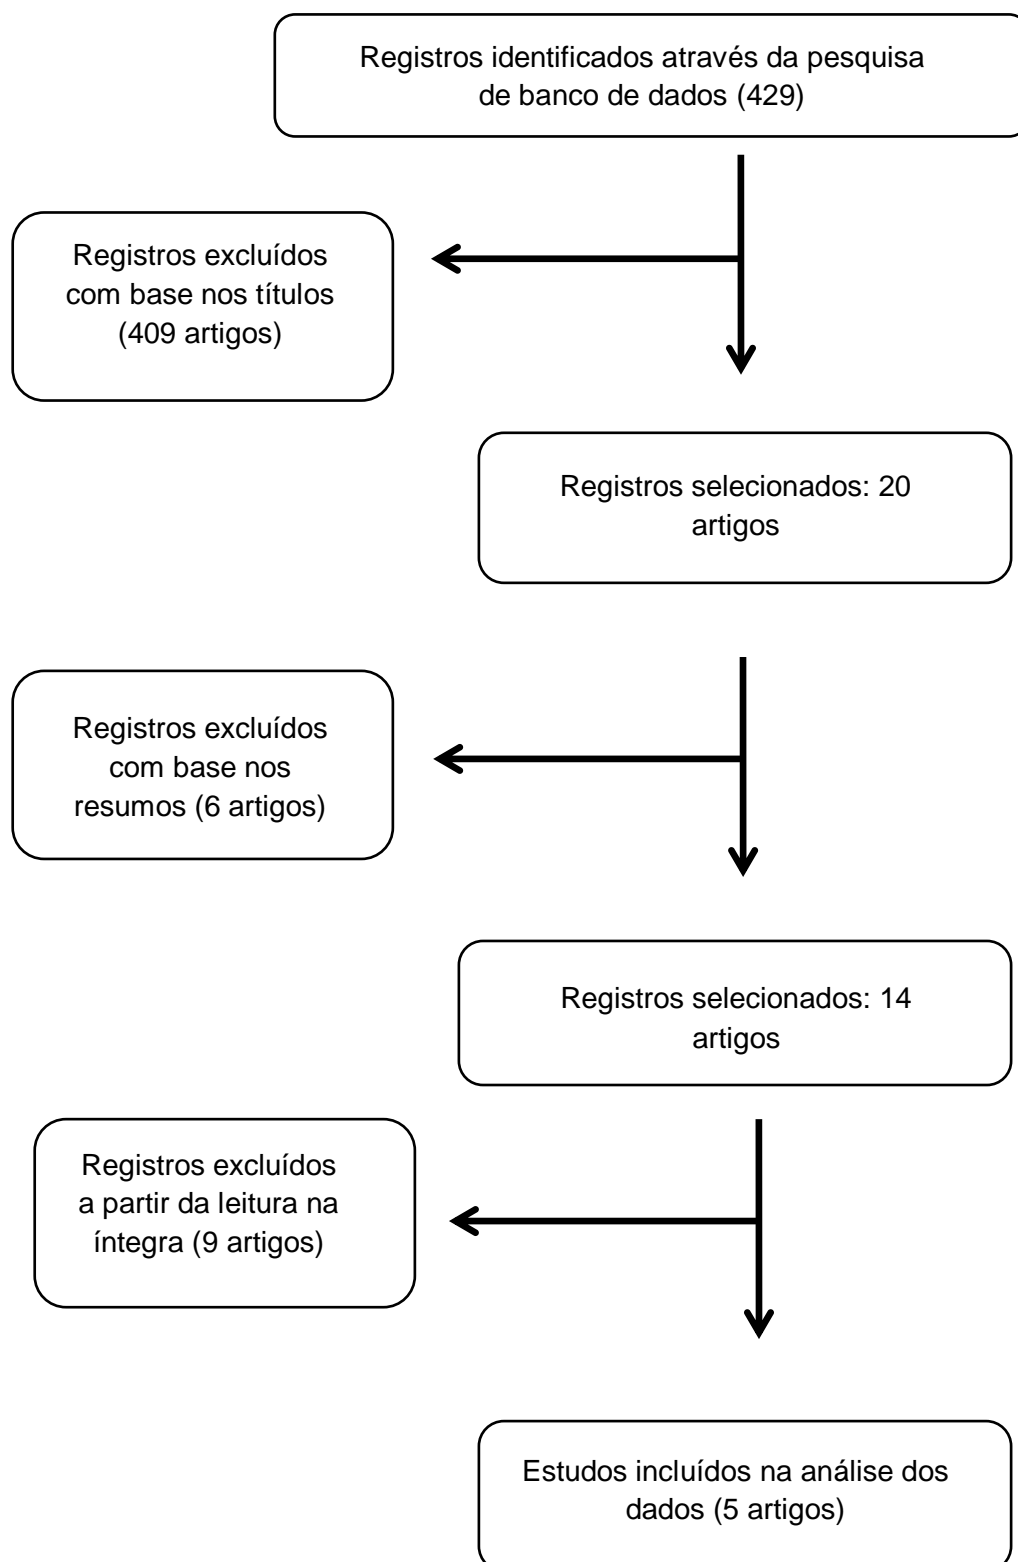 Registros identificados através da pesquisa
de banco de dados (429)
Registros excluídos
com base nos títulos
(409 artigos)
Registros selecionados: 20
artigos
Registros excluídos
com base nos
resumos (6 artigos)
Registros selecionados: 14
artigos
Registros excluídos
a partir da leitura na
íntegra (9 artigos)
Estudos incluídos na análise dos
dados (5 artigos)